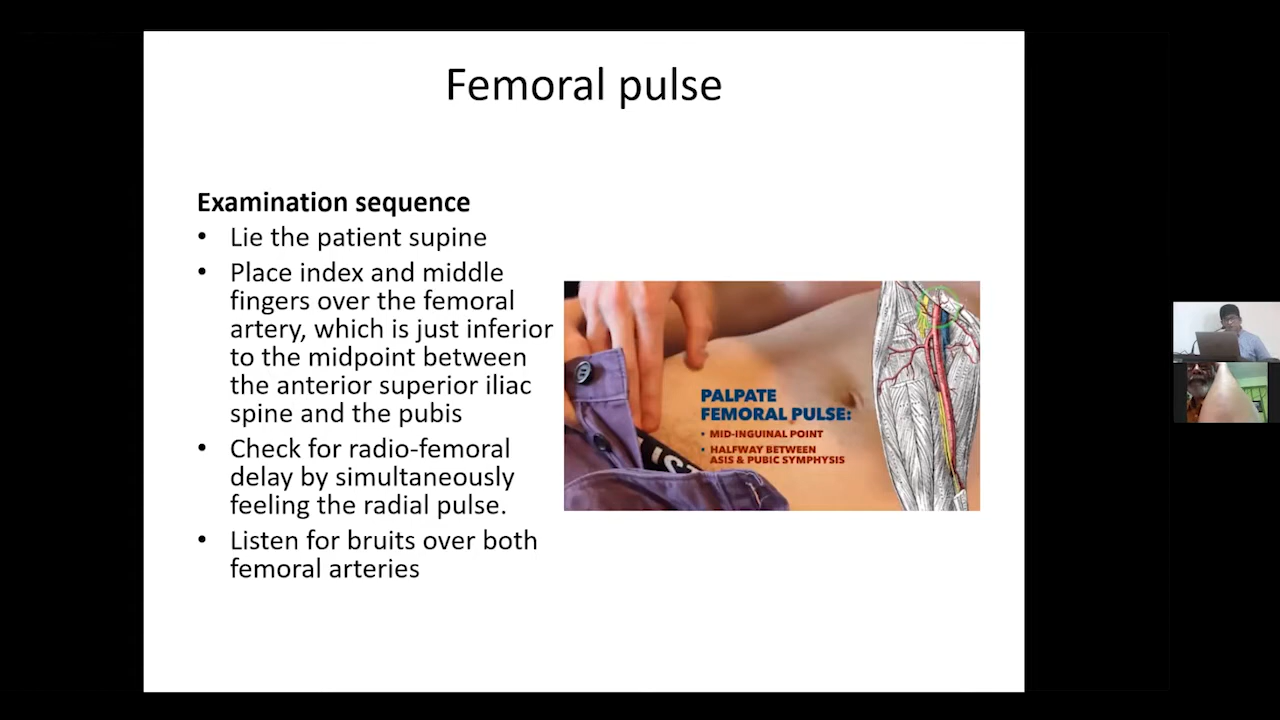 Femoral pulse
Examination sequence
• Lie the patient supine
• Place index and middle
fingers over the femoral
artery, which is just inferior
to the midpoint between
the anterior superior iliac
spine and the pubis
• Check for radio-femoral
delay by simultaneously
feeling the radial pulse.
• Listen for bruits over both
femoral arteries
PALPATE
FEMORAL PULSE:
• MID-INGUINAL POINT
• HALFWAY BETWEEN
ASIS & PUBIC SYMPHYSIS